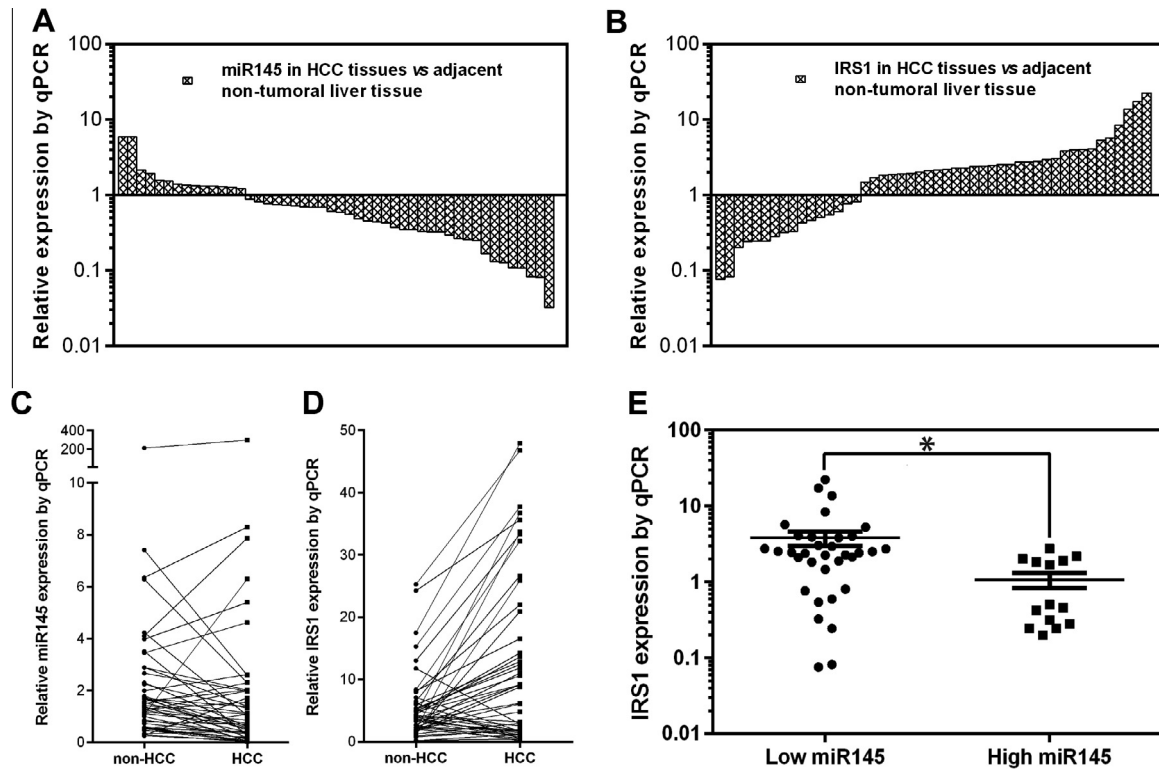 A
Relative expression by qPCR
100
10
1
0.1
0.01
miR145 in HCC tissues vs adjacent
non-tumoral liver tissue
B
Relative expression by qPCR
100
10
1
0.1
0.01
IRS1 in HCC tissues vs adjacent
non-tumoral liver tissue
C
Relative miR145 expression by qPCR
400
200
10
8
6
4
2
0
non-HCC HCC
D
Relative IRS1 expression by qPCR
50
40
30
20
10
0
non-HCC HCC
E
IRS1 expression by qPCR
100
10
1
0.1
0.01
*
Low miR145 High miR145